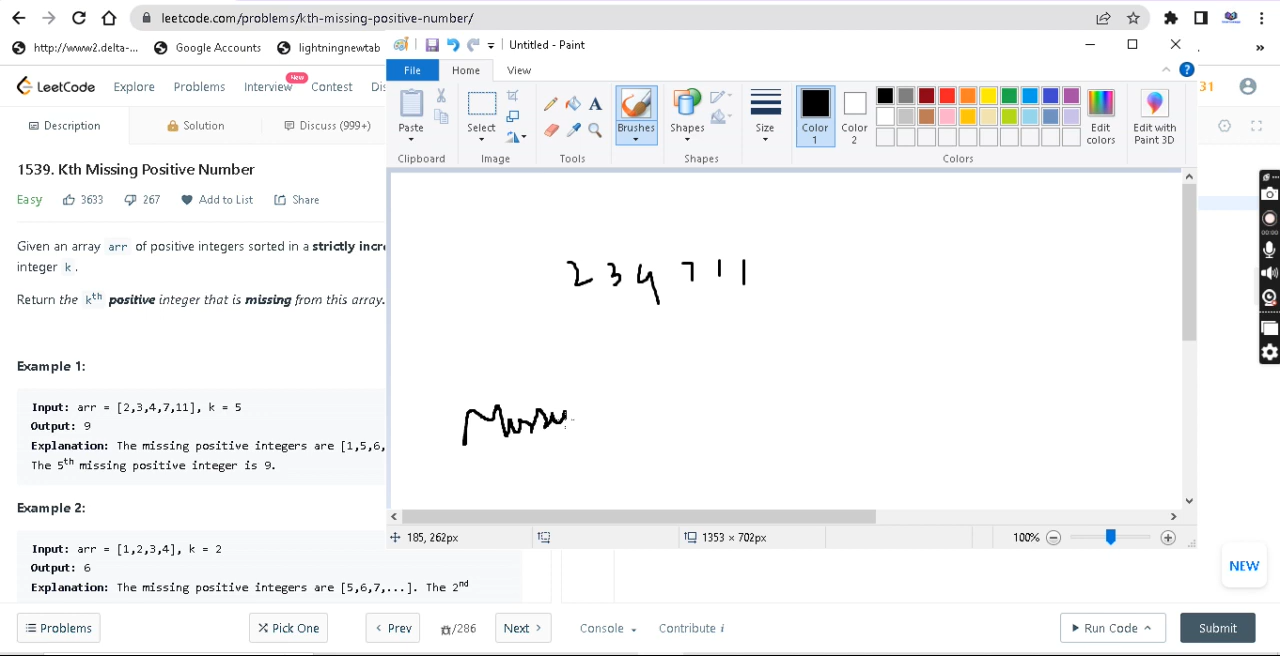 leetcode.com/problems/kth-missing-positive-number/
http://www2.delta-... Google Accounts lightningnewtab »
Untitled - Paint
File Home View
LeetCode Explore Problems Interview New Contest Dis 31
Description Solution Discuss (999+)
Paste Select Brushes Shapes Size Color 1 Color 2 Edit colors Edit with Paint 3D
Clipboard Image Tools Shapes Colors
1539. Kth Missing Positive Number
Easy 3633 267 Add to List Share
Given an array arr of positive integers sorted in a strictly incre
integer k.
Return the kth positive integer that is missing from this array.
2 3 4 7 11
Example 1:
Input: arr = [2,3,4,7,11], k = 5
Output: 9
Explanation: The missing positive integers are [1,5,6,
The 5th missing positive integer is 9.
Example 2:
185, 262px 1353 × 702px 100%
Input: arr = [1,2,3,4], k = 2
Output: 6
Explanation: The missing positive integers are [5,6,7,...]. The 2nd
NEW
Problems Pick One Prev /286 Next Console Contribute i Run Code Submit